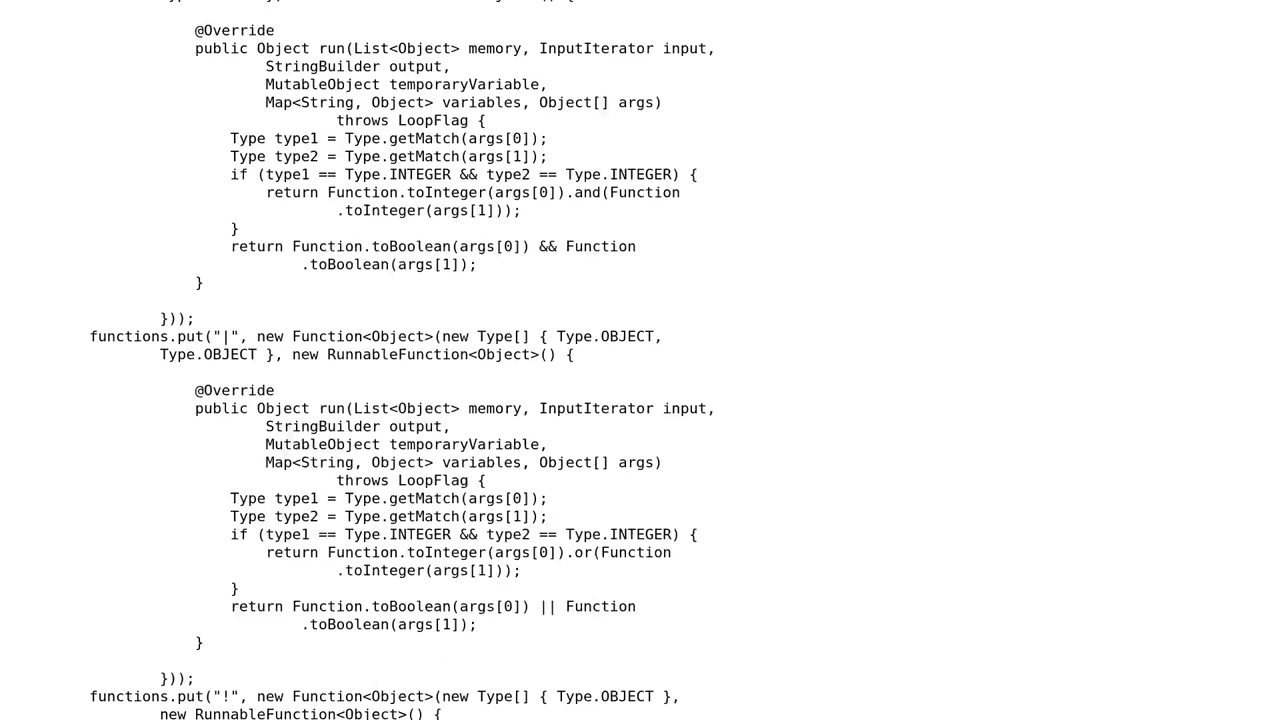 @Override
public Object run(List<Object> memory, InputIterator input,
StringBuilder output,
MutableObject temporaryVariable,
Map<String, Object> variables, Object[] args)
throws LoopFlag {
Type type1 = Type.getMatch(args[0]);
Type type2 = Type.getMatch(args[1]);
if (type1 == Type.INTEGER && type2 == Type.INTEGER) {
return Function.toInteger(args[0]).and(Function
.toInteger(args[1]));
}
return Function.toBoolean(args[0]) && Function
.toBoolean(args[1]);
}
}));
functions.put("|", new Function<Object>(new Type[] { Type.OBJECT,
Type.OBJECT }, new RunnableFunction<Object>() {
@Override
public Object run(List<Object> memory, InputIterator input,
StringBuilder output,
MutableObject temporaryVariable,
Map<String, Object> variables, Object[] args)
throws LoopFlag {
Type type1 = Type.getMatch(args[0]);
Type type2 = Type.getMatch(args[1]);
if (type1 == Type.INTEGER && type2 == Type.INTEGER) {
return Function.toInteger(args[0]).or(Function
.toInteger(args[1]));
}
return Function.toBoolean(args[0]) || Function
.toBoolean(args[1]);
}
}));
functions.put("!", new Function<Object>(new Type[] { Type.OBJECT },
new RunnableFunction<Object>() {